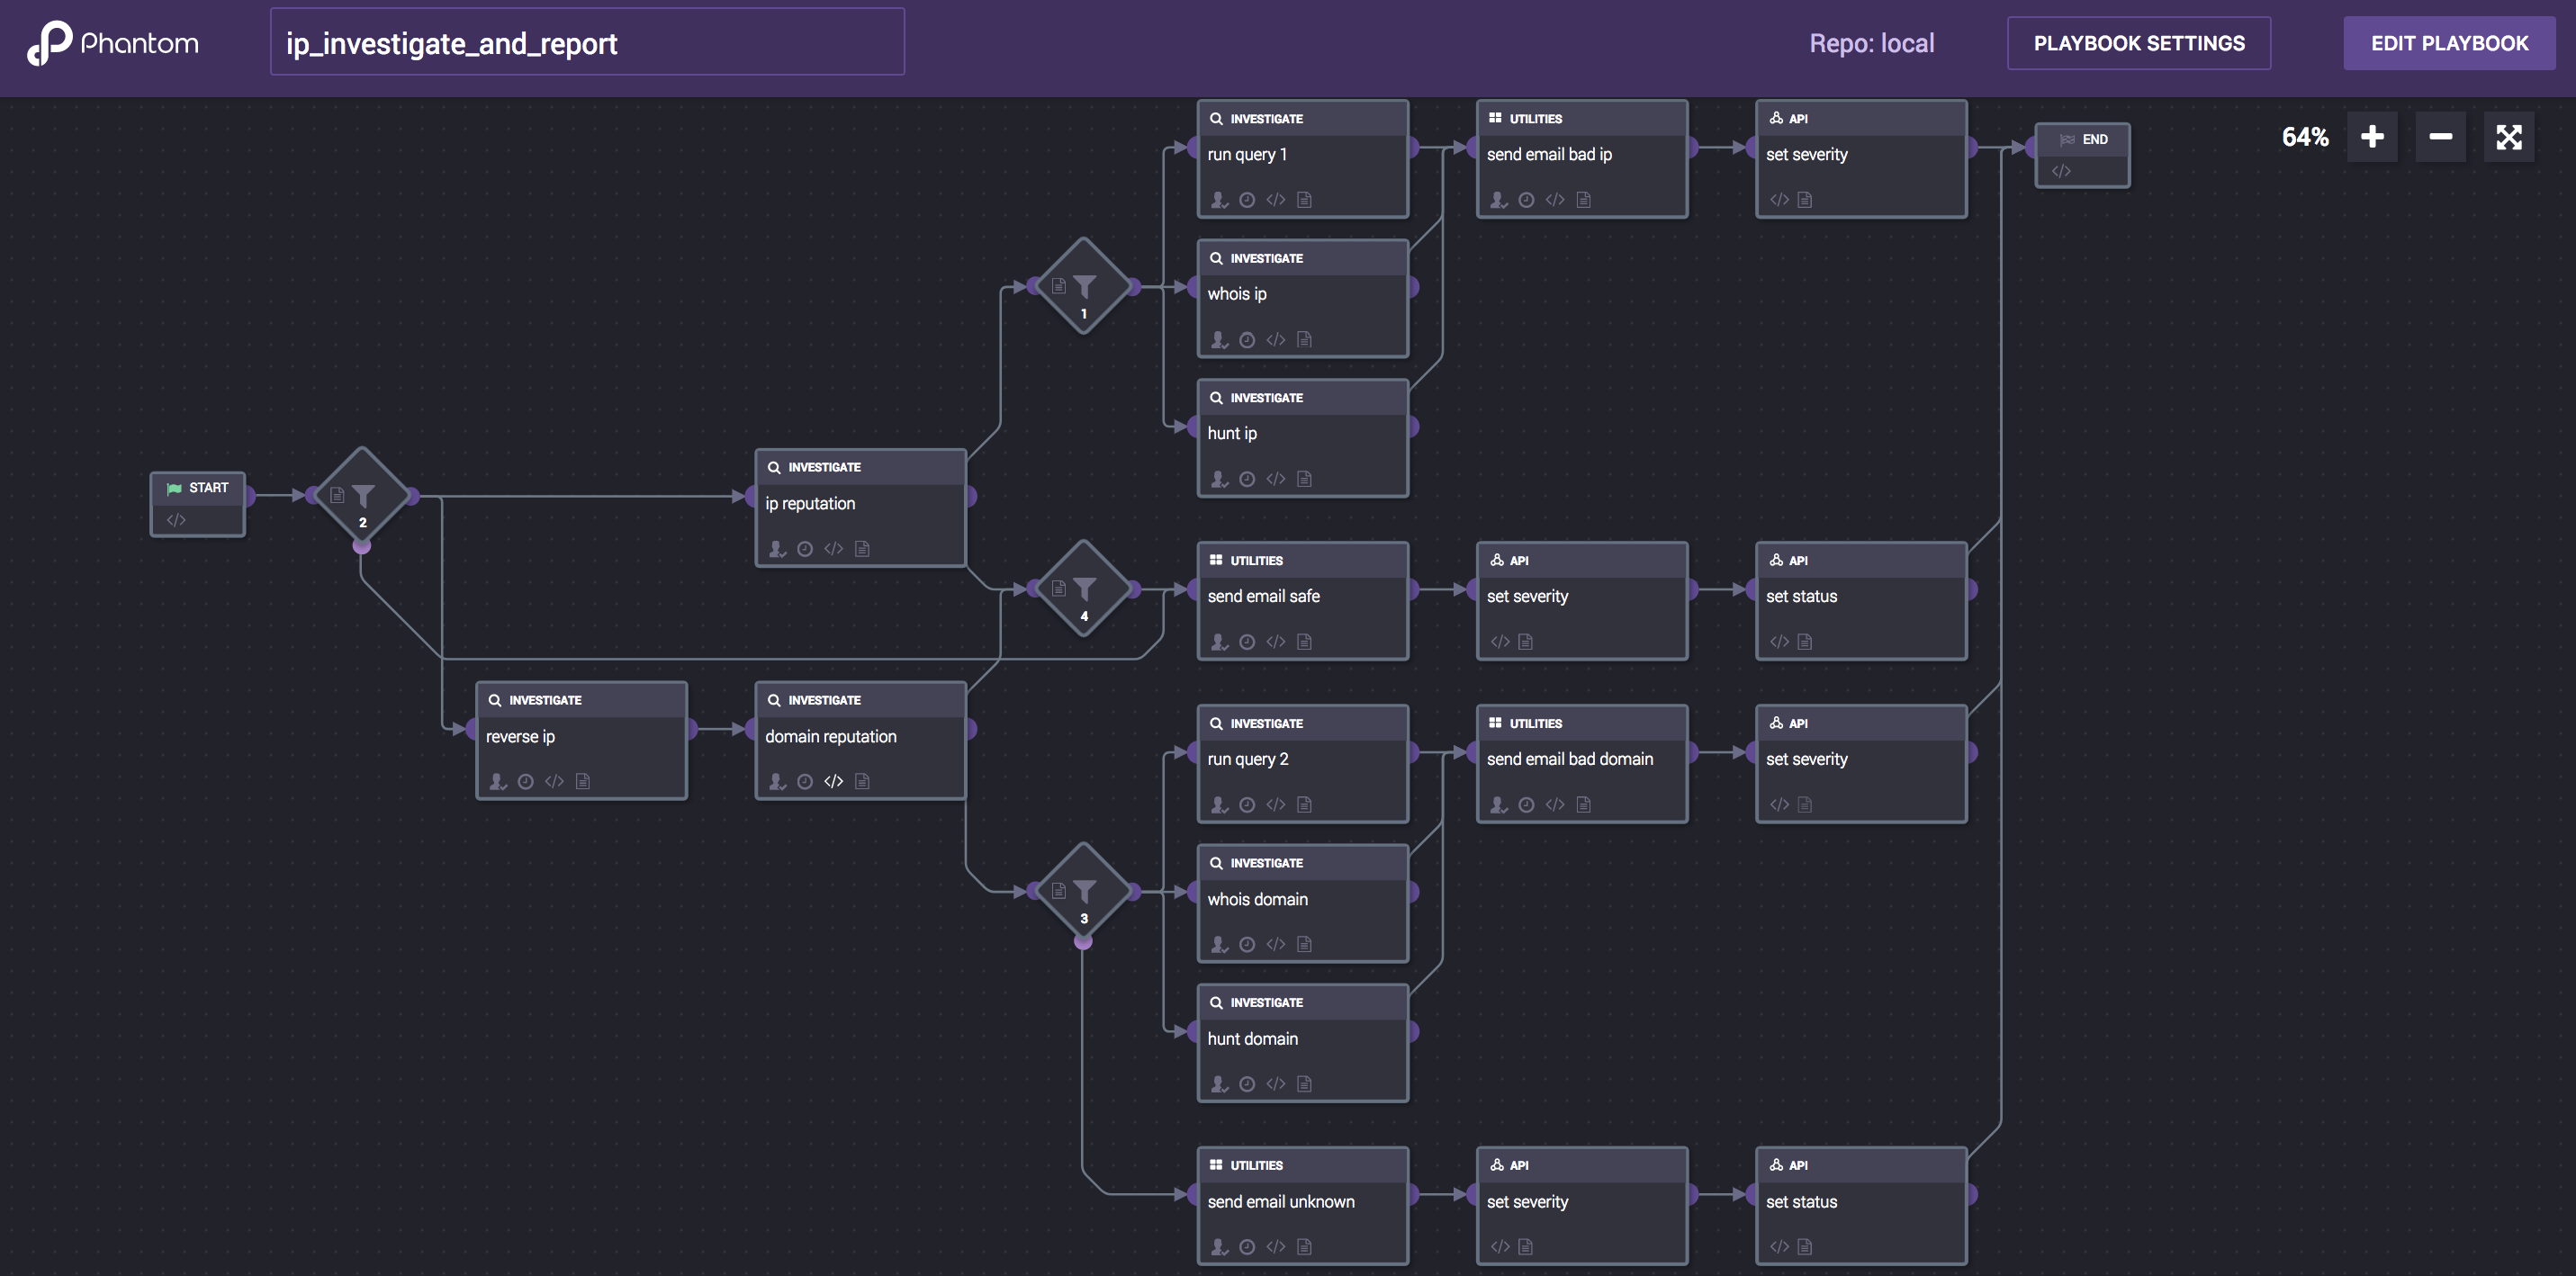 Phantom
ip_investigate_and_report
Repo: local
PLAYBOOK SETTINGS
EDIT PLAYBOOK
64%
INVESTIGATE
run query 1
UTILITIES
send email bad ip
API
set severity
END
INVESTIGATE
whois ip
1
INVESTIGATE
hunt ip
START
2
INVESTIGATE
ip reputation
4
UTILITIES
send email safe
API
set severity
API
set status
INVESTIGATE
reverse ip
INVESTIGATE
domain reputation
INVESTIGATE
run query 2
UTILITIES
send email bad domain
API
set severity
3
INVESTIGATE
whois domain
INVESTIGATE
hunt domain
UTILITIES
send email unknown
API
set severity
API
set status